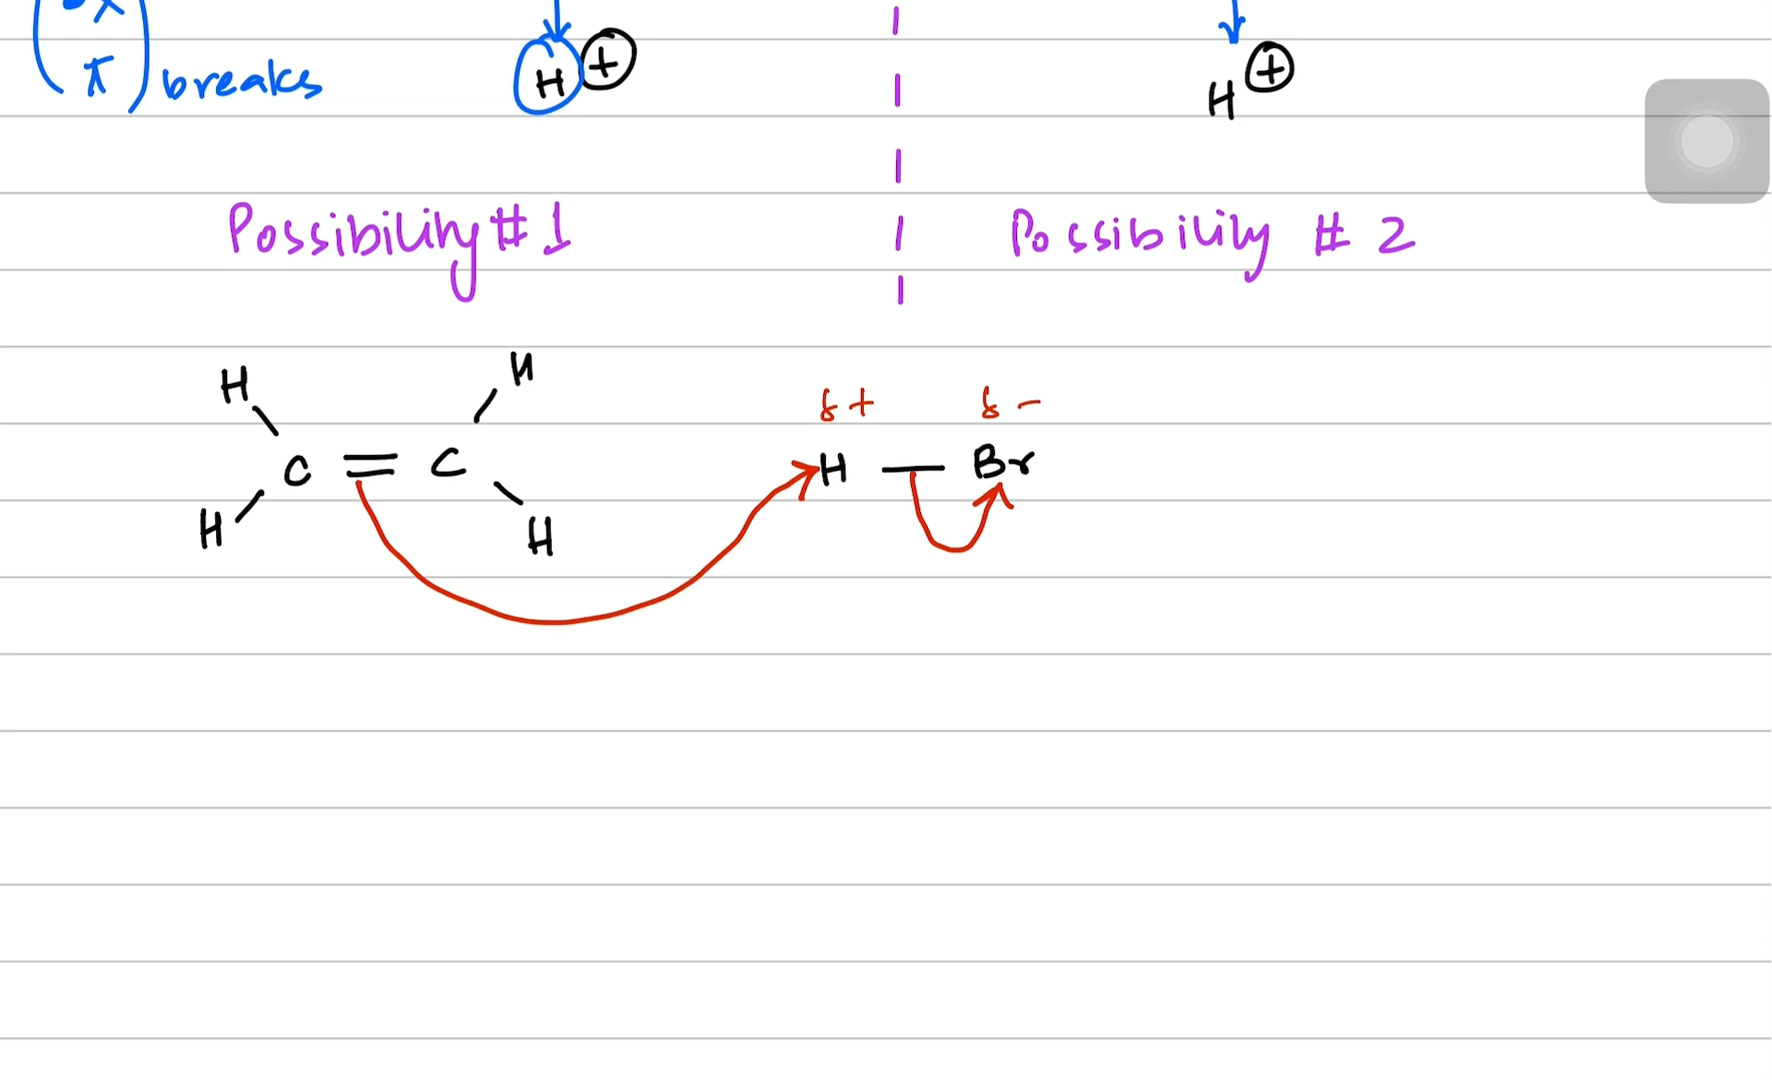 π breaks
H ⊕
H ⊕
Possibility # 1
Possibility # 2
H H
δ+ δ-
C = C H — Br
H H